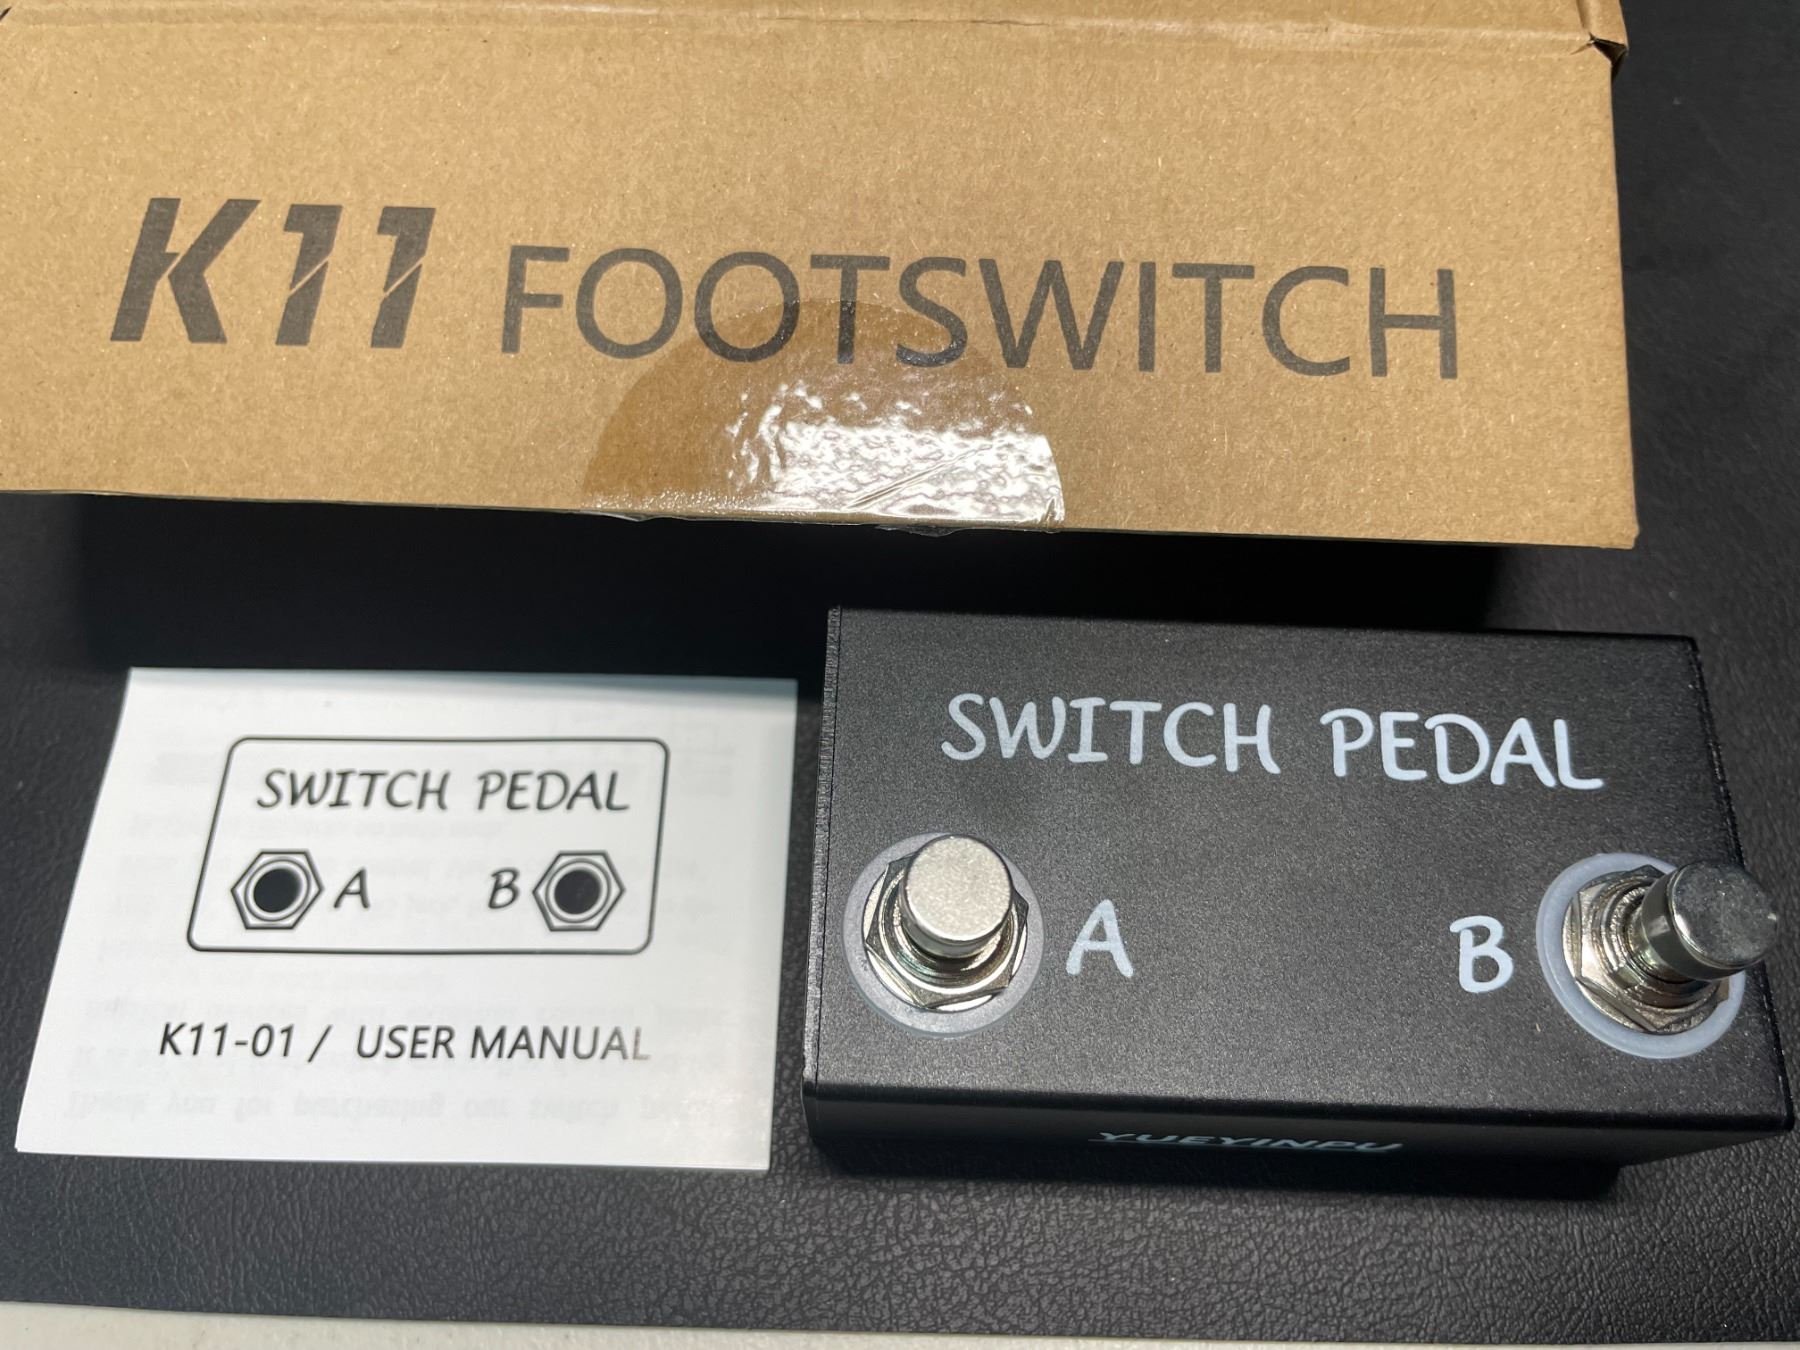 K11 FOOTSWITCH
SWITCH PEDAL
A B
K11-01 / USER MANUAL
SWITCH PEDAL
A B
YUEYINPU